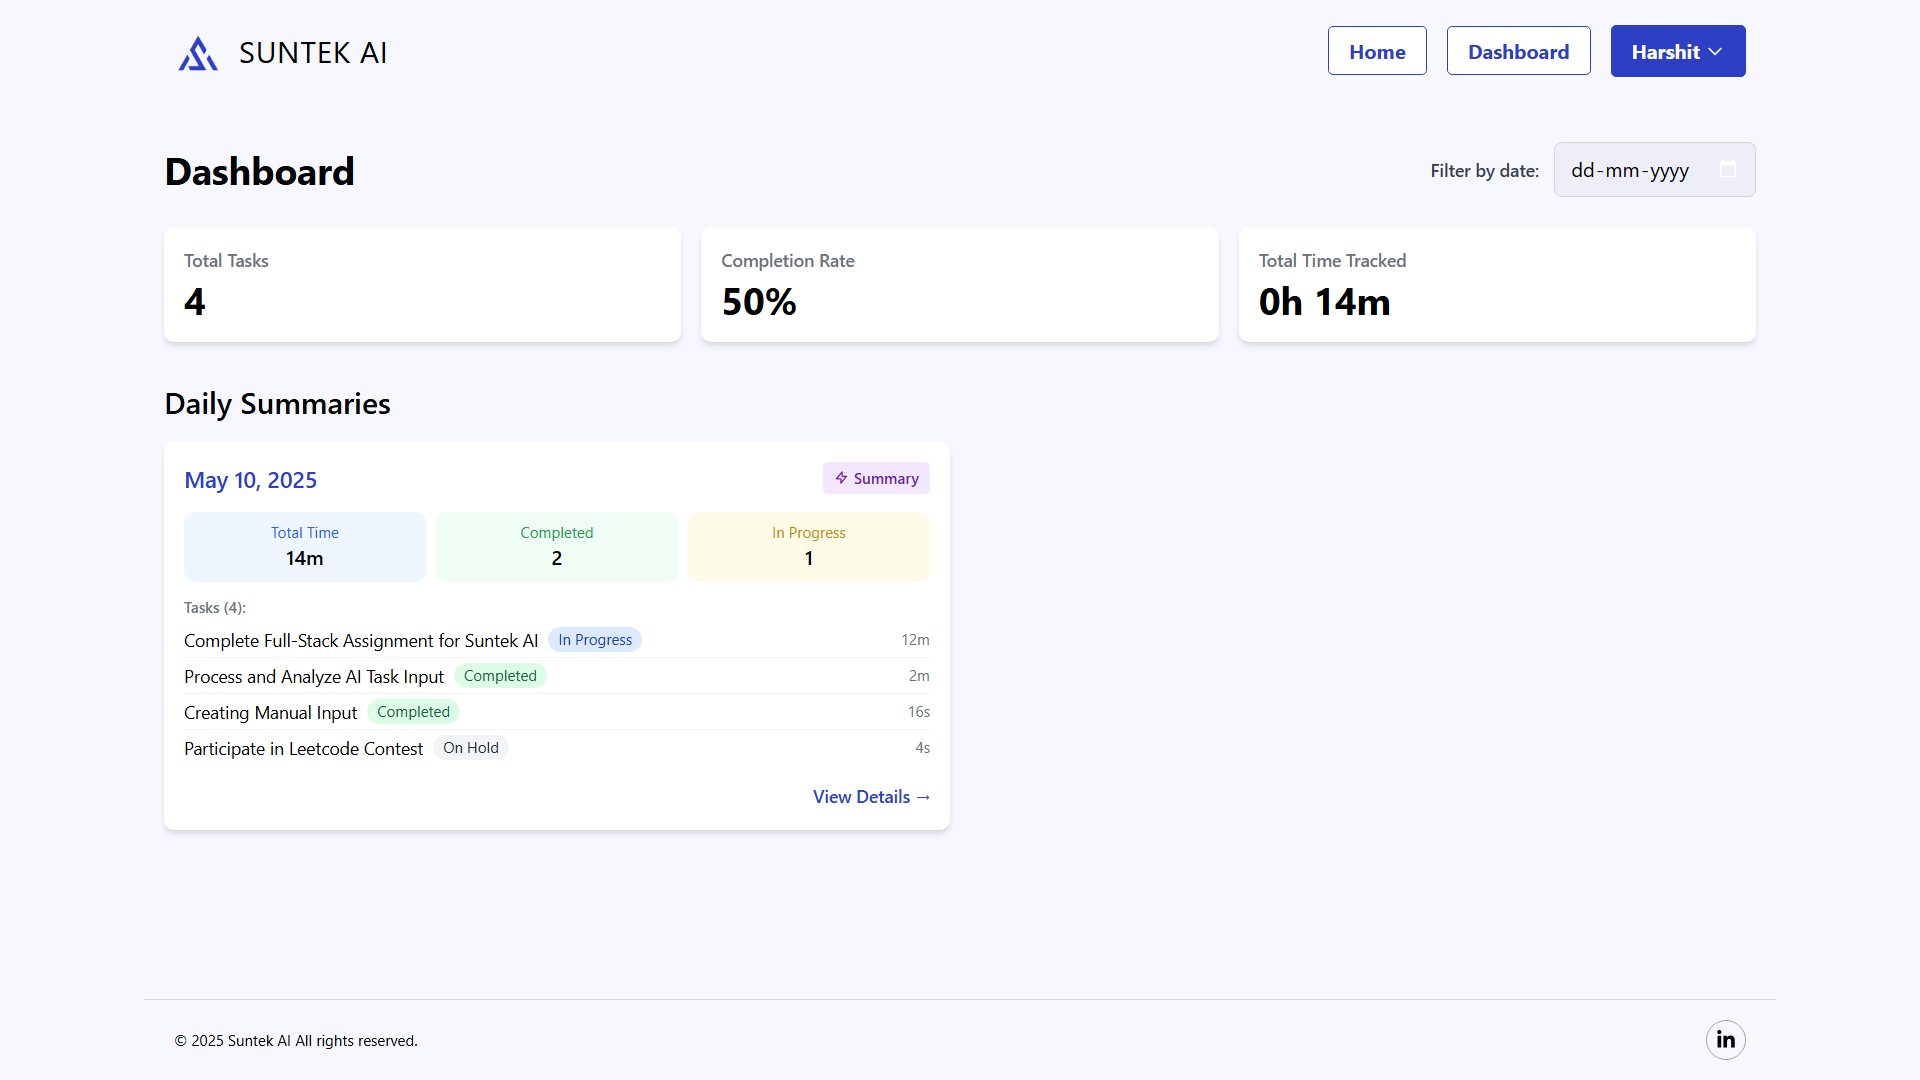 SUNTEK AI
Home
Dashboard
Harshit
Dashboard
Filter by date:
dd-mm-yyyy
Total Tasks
4
Completion Rate
50%
Total Time Tracked
0h 14m
Daily Summaries
May 10, 2025
Summary
Total Time
14m
Completed
2
In Progress
1
Tasks (4):
Complete Full-Stack Assignment for Suntek AI In Progress 12m
Process and Analyze AI Task Input Completed 2m
Creating Manual Input Completed 16s
Participate in Leetcode Contest On Hold 4s
View Details →
© 2025 Suntek AI All rights reserved.
in